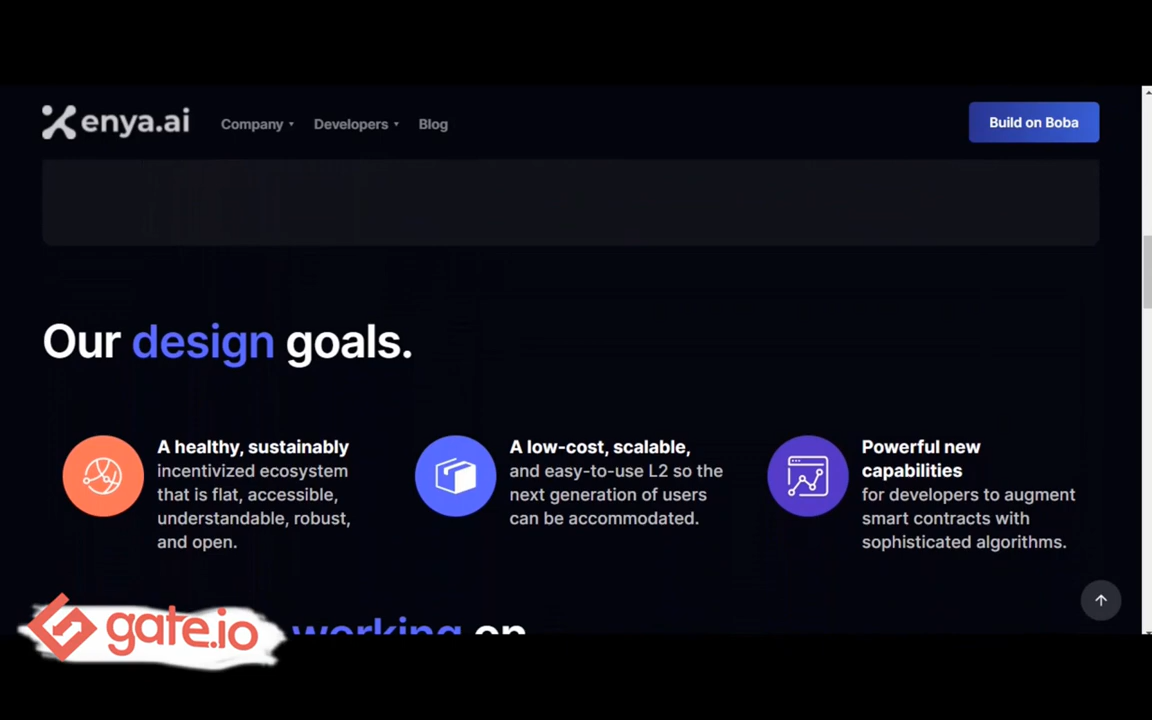 enya.ai Company Developers Blog Build on Boba
Our design goals.
A healthy, sustainably
incentivized ecosystem
that is flat, accessible,
understandable, robust,
and open.
A low-cost, scalable,
and easy-to-use L2 so the
next generation of users
can be accommodated.
Powerful new
capabilities
for developers to augment
smart contracts with
sophisticated algorithms.
working on
gate.io